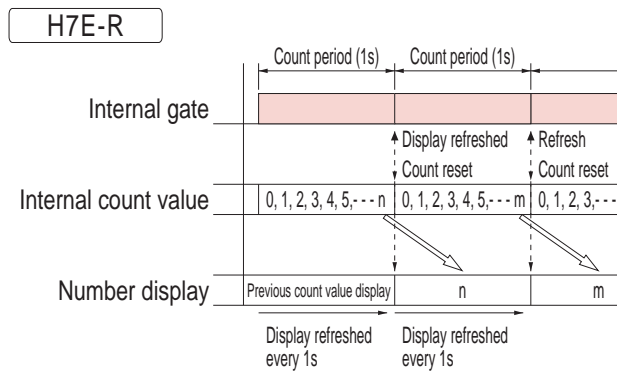 H7E-R
Count period (1s) Count period (1s)
Internal gate
Display refreshed Refresh
Count reset Count reset
Internal count value 0, 1, 2, 3, 4, 5,- - - n 0, 1, 2, 3, 4, 5,- - - m 0, 1, 2, 3,- - - -
Number display Previous count value display n m
Display refreshed Display refreshed
every 1s every 1s